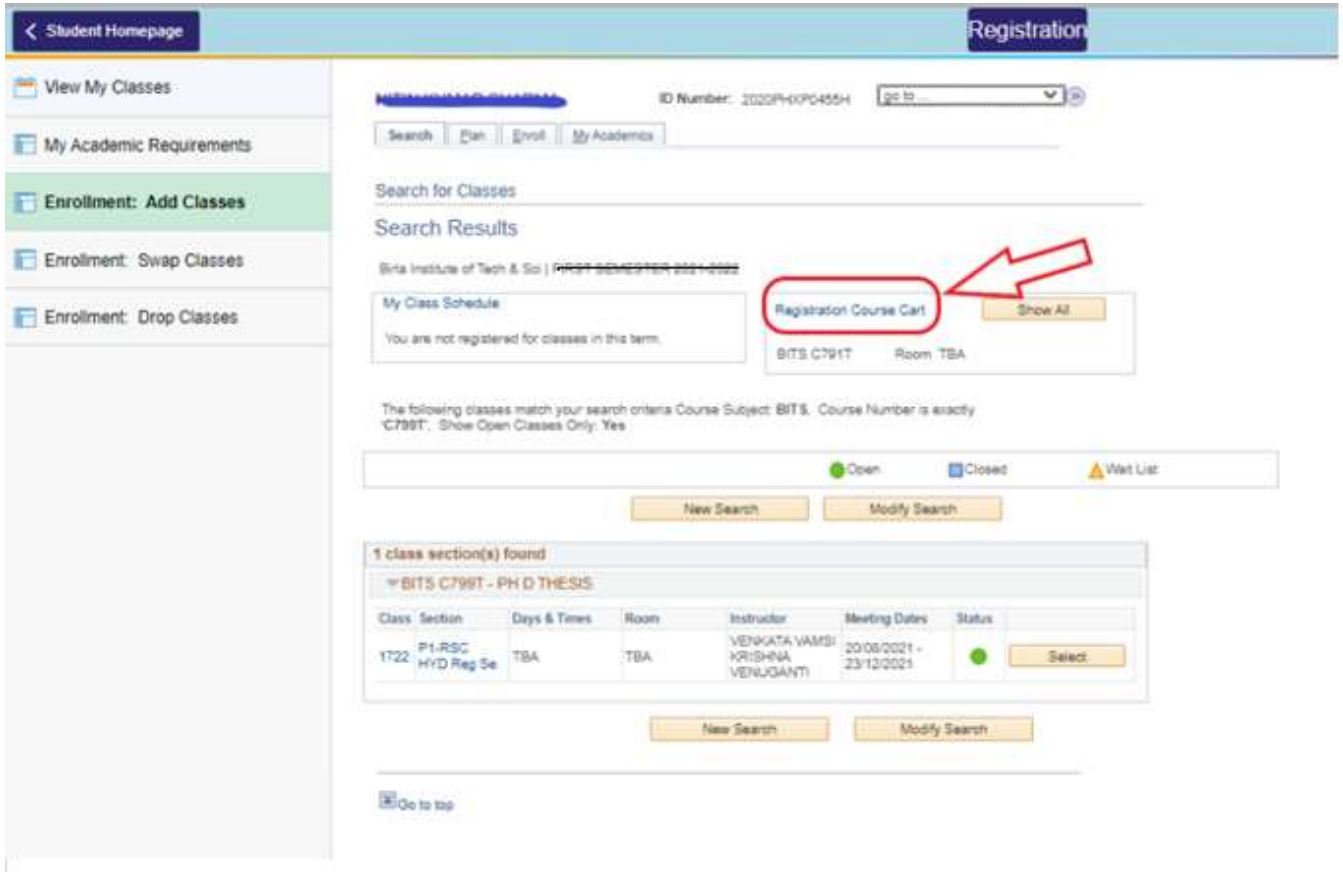 Student Homepage
Registration
View My Classes
My Academic Requirements
Enrollment: Add Classes
Enrollment: Swap Classes
Enrollment: Drop Classes
ID Number: 2020PHXP0455H go to ...
Search Plan Enroll My Academics
Search for Classes
Search Results
Birla Institute of Tech & Sci | FIRST SEMESTER 2021-2022
My Class Schedule
You are not registered for classes in this term.
Registration Course Cart Show All
BITS C791T Room TBA
The following classes match your search criteria Course Subject: BITS, Course Number is exactly
'C799T', Show Open Classes Only: Yes
Open Closed Wait List
New Search Modify Search
1 class section(s) found
BITS C799T - PH D THESIS
Class Section Days & Times Room Instructor Meeting Dates Status
1722 P1-RSC HYD Reg Se TBA TBA VENKATA VAMSI KRISHNA VENUGANTI 20/08/2021 - 23/12/2021 Select
New Search Modify Search
Go to top